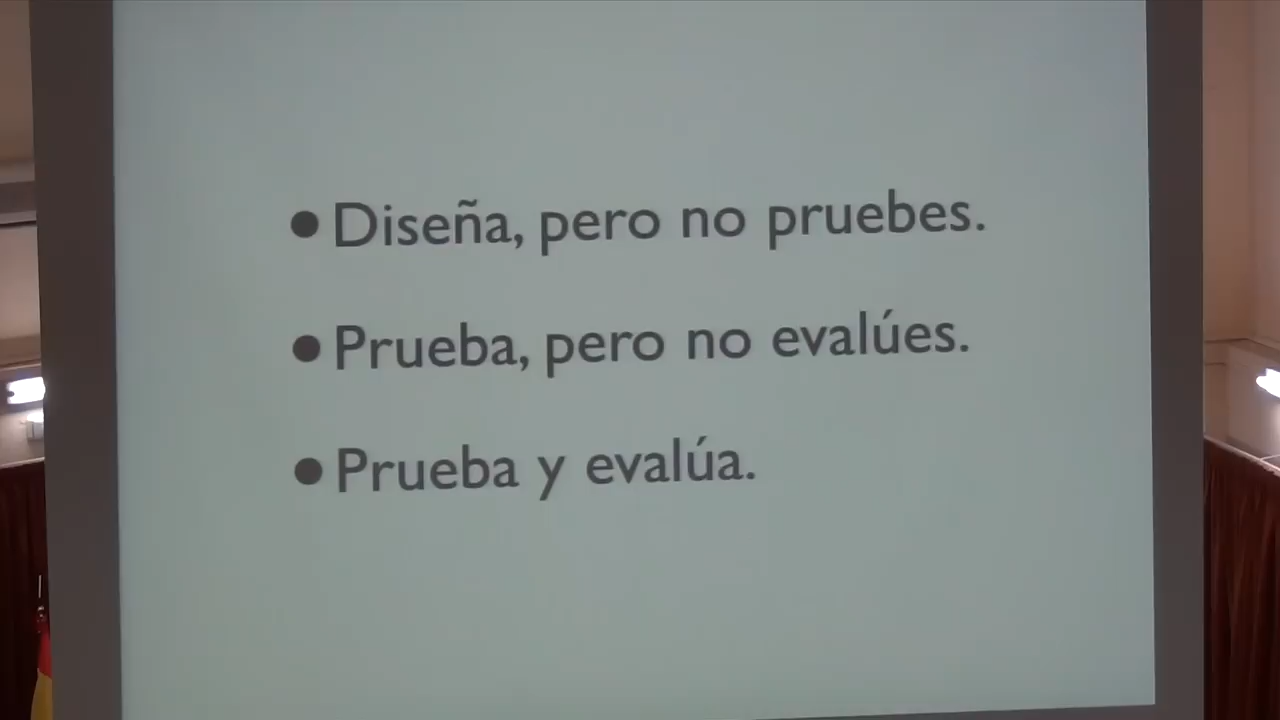 • Diseña, pero no pruebes.
• Prueba, pero no evalúes.
• Prueba y evalúa.